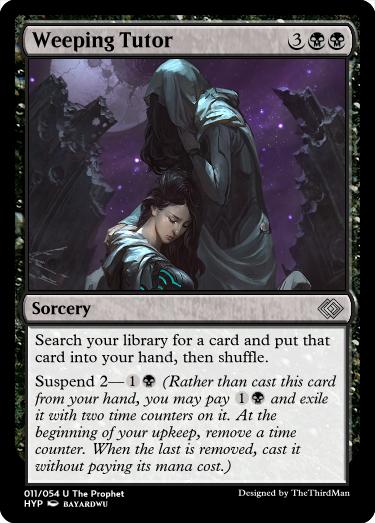 Weeping Tutor 3
Sorcery
Search your library for a card and put that
card into your hand, then shuffle.
Suspend 2—1 (Rather than cast this card
from your hand, you may pay 1 and exile
it with two time counters on it. At the
beginning of your upkeep, remove a time
counter. When the last is removed, cast it
without paying its mana cost.)
011/054 U The Prophet
HYP BAYARDWU
Designed by TheThirdMan